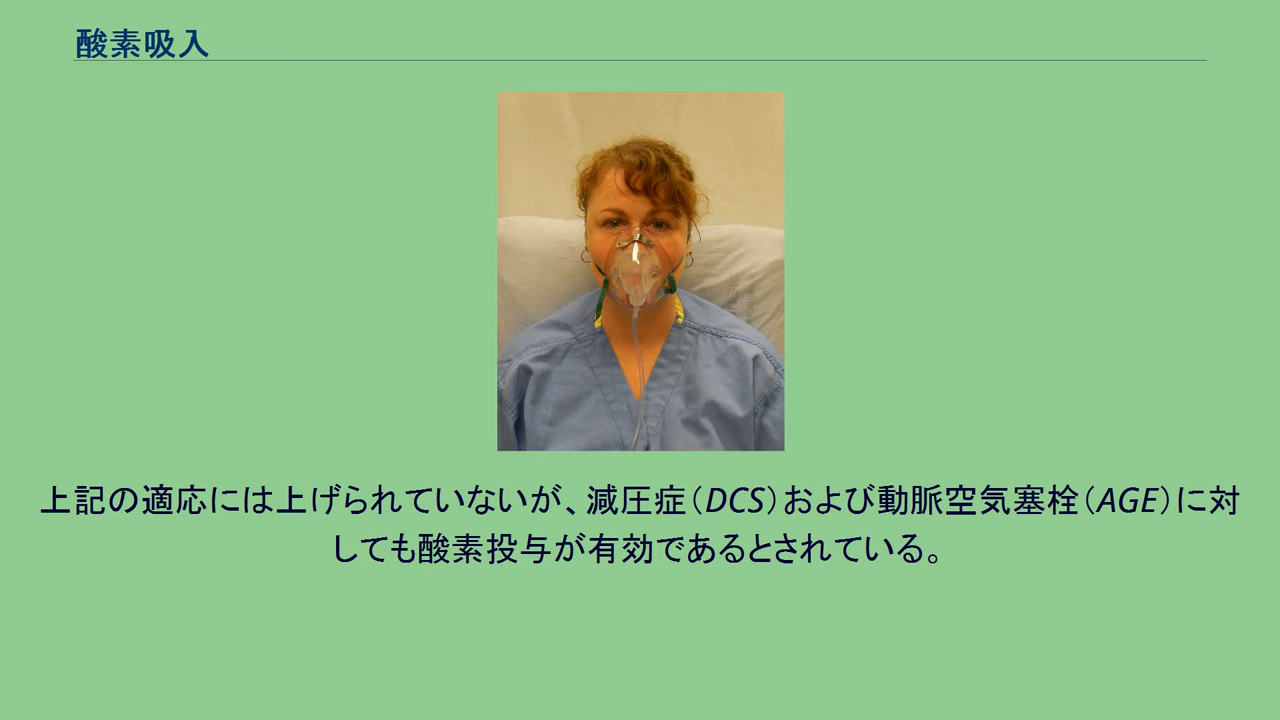 酸素吸入
上記の適応には上げられていないが、減圧症（DCS）および動脈空気塞栓（AGE）に対
しても酸素投与が有効であるとされている。